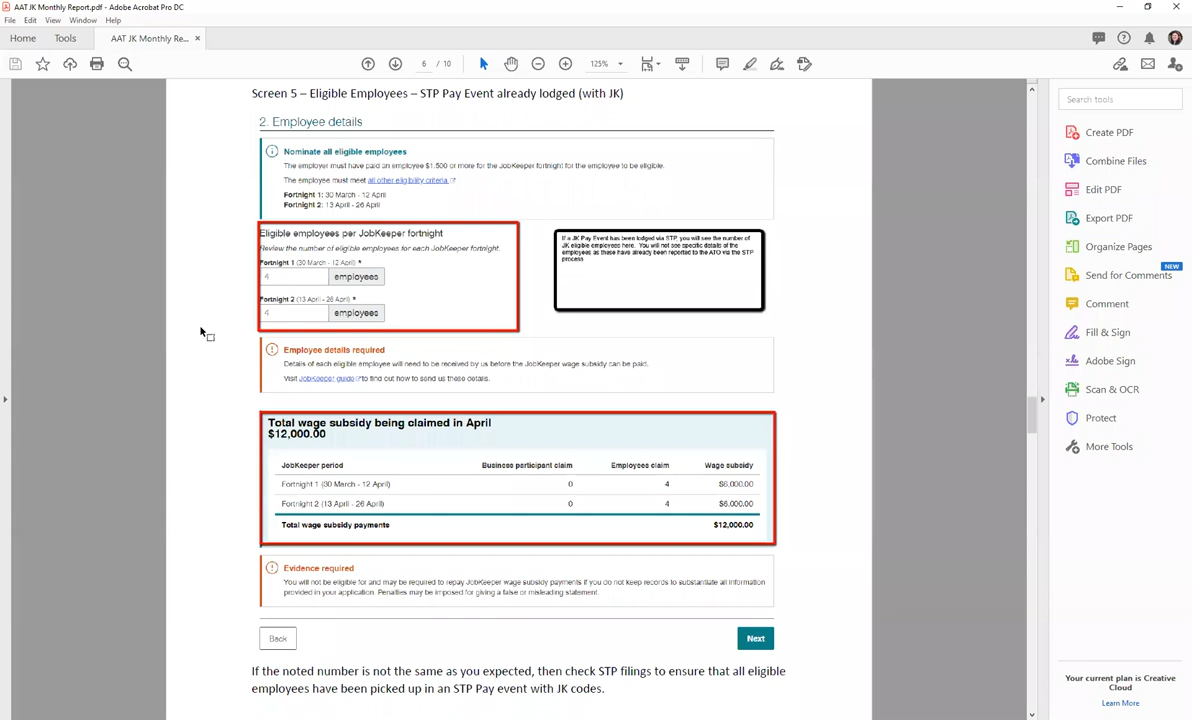 AAT JK Monthly Report.pdf - Adobe Acrobat Pro DC
File Edit View Window Help
Home Tools AAT JK Monthly Re... ×
6 / 10 125%
Screen 5 – Eligible Employees – STP Pay Event already lodged (with JK)
2. Employee details
Nominate all eligible employees
The employer must have paid an employee $1,500 or more for the JobKeeper fortnight for the employee to be eligible.
The employee must meet all other eligibility criteria
Fortnight 1: 30 March - 12 April
Fortnight 2: 13 April - 26 April
Eligible employees per JobKeeper fortnight
Review the number of eligible employees for each JobKeeper fortnight.
Fortnight 1 (30 March - 12 April) *
4 employees
Fortnight 2 (13 April - 26 April) *
4 employees
If a JK Pay Event has been lodged via STP, you will see the number of
JK eligible employees here. You will not see specific details of the
employees as these have already been reported to the ATO via the STP
process
Employee details required
Details of each eligible employee will need to be received by us before the JobKeeper wage subsidy can be paid.
Visit JobKeeper guide to find out how to send us these details.
Total wage subsidy being claimed in April
$12,000.00
JobKeeper period Business participant claim Employees claim Wage subsidy
Fortnight 1 (30 March - 12 April) 0 4 $6,000.00
Fortnight 2 (13 April - 26 April) 0 4 $6,000.00
Total wage subsidy payments $12,000.00
Evidence required
You will not be eligible for and may be required to repay JobKeeper wage subsidy payments if you do not keep records to substantiate all information
provided in your application. Penalties may be imposed for giving a false or misleading statement.
Back Next
If the noted number is not the same as you expected, then check STP filings to ensure that all eligible
employees have been picked up in an STP Pay event with JK codes.
Search tools
Create PDF
Combine Files
Edit PDF
Export PDF
Organize Pages
NEW
Send for Comments
Comment
Fill & Sign
Adobe Sign
Scan & OCR
Protect
More Tools
Your current plan is Creative
Cloud
Learn More